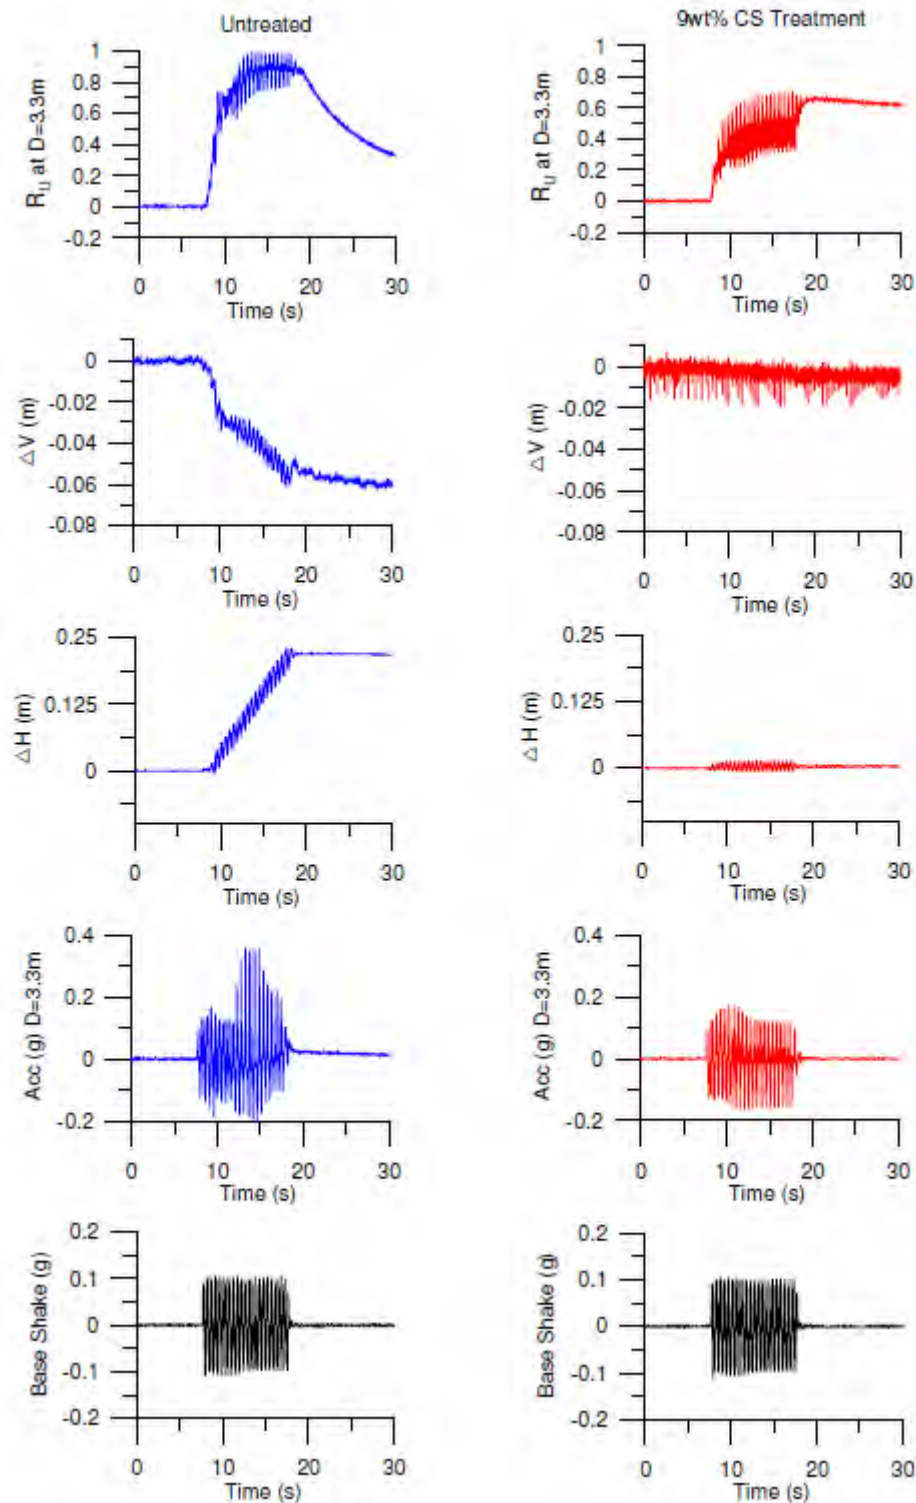 Untreated
1
0.8
0.6
0.4
0.2
0
-0.2
R_U at D=3.3m
0 10 20 30
Time (s)
9wt% CS Treatment
1
0.8
0.6
0.4
0.2
0
-0.2
R_U at D=3.3m
0 10 20 30
Time (s)
0
-0.02
-0.04
-0.06
-0.08
△V (m)
0 10 20 30
Time (s)
0
-0.02
-0.04
-0.06
-0.08
△V (m)
0 10 20 30
Time (s)
0.25
0.125
0
△H (m)
0 10 20 30
Time (s)
0.25
0.125
0
△ H (m)
0 10 20 30
Time (s)
0.4
0.2
0
-0.2
Acc (g) D=3.3m
0 10 20 30
Time (s)
0.4
0.2
0
-0.2
Acc (g) D=3.3m
0 10 20 30
Time (s)
0.2
0.1
0
-0.1
-0.2
Base Shake (g)
0 10 20 30
Time (s)
0.2
0.1
0
-0.1
-0.2
Base Shake (g)
0 10 20 30
Time (s)